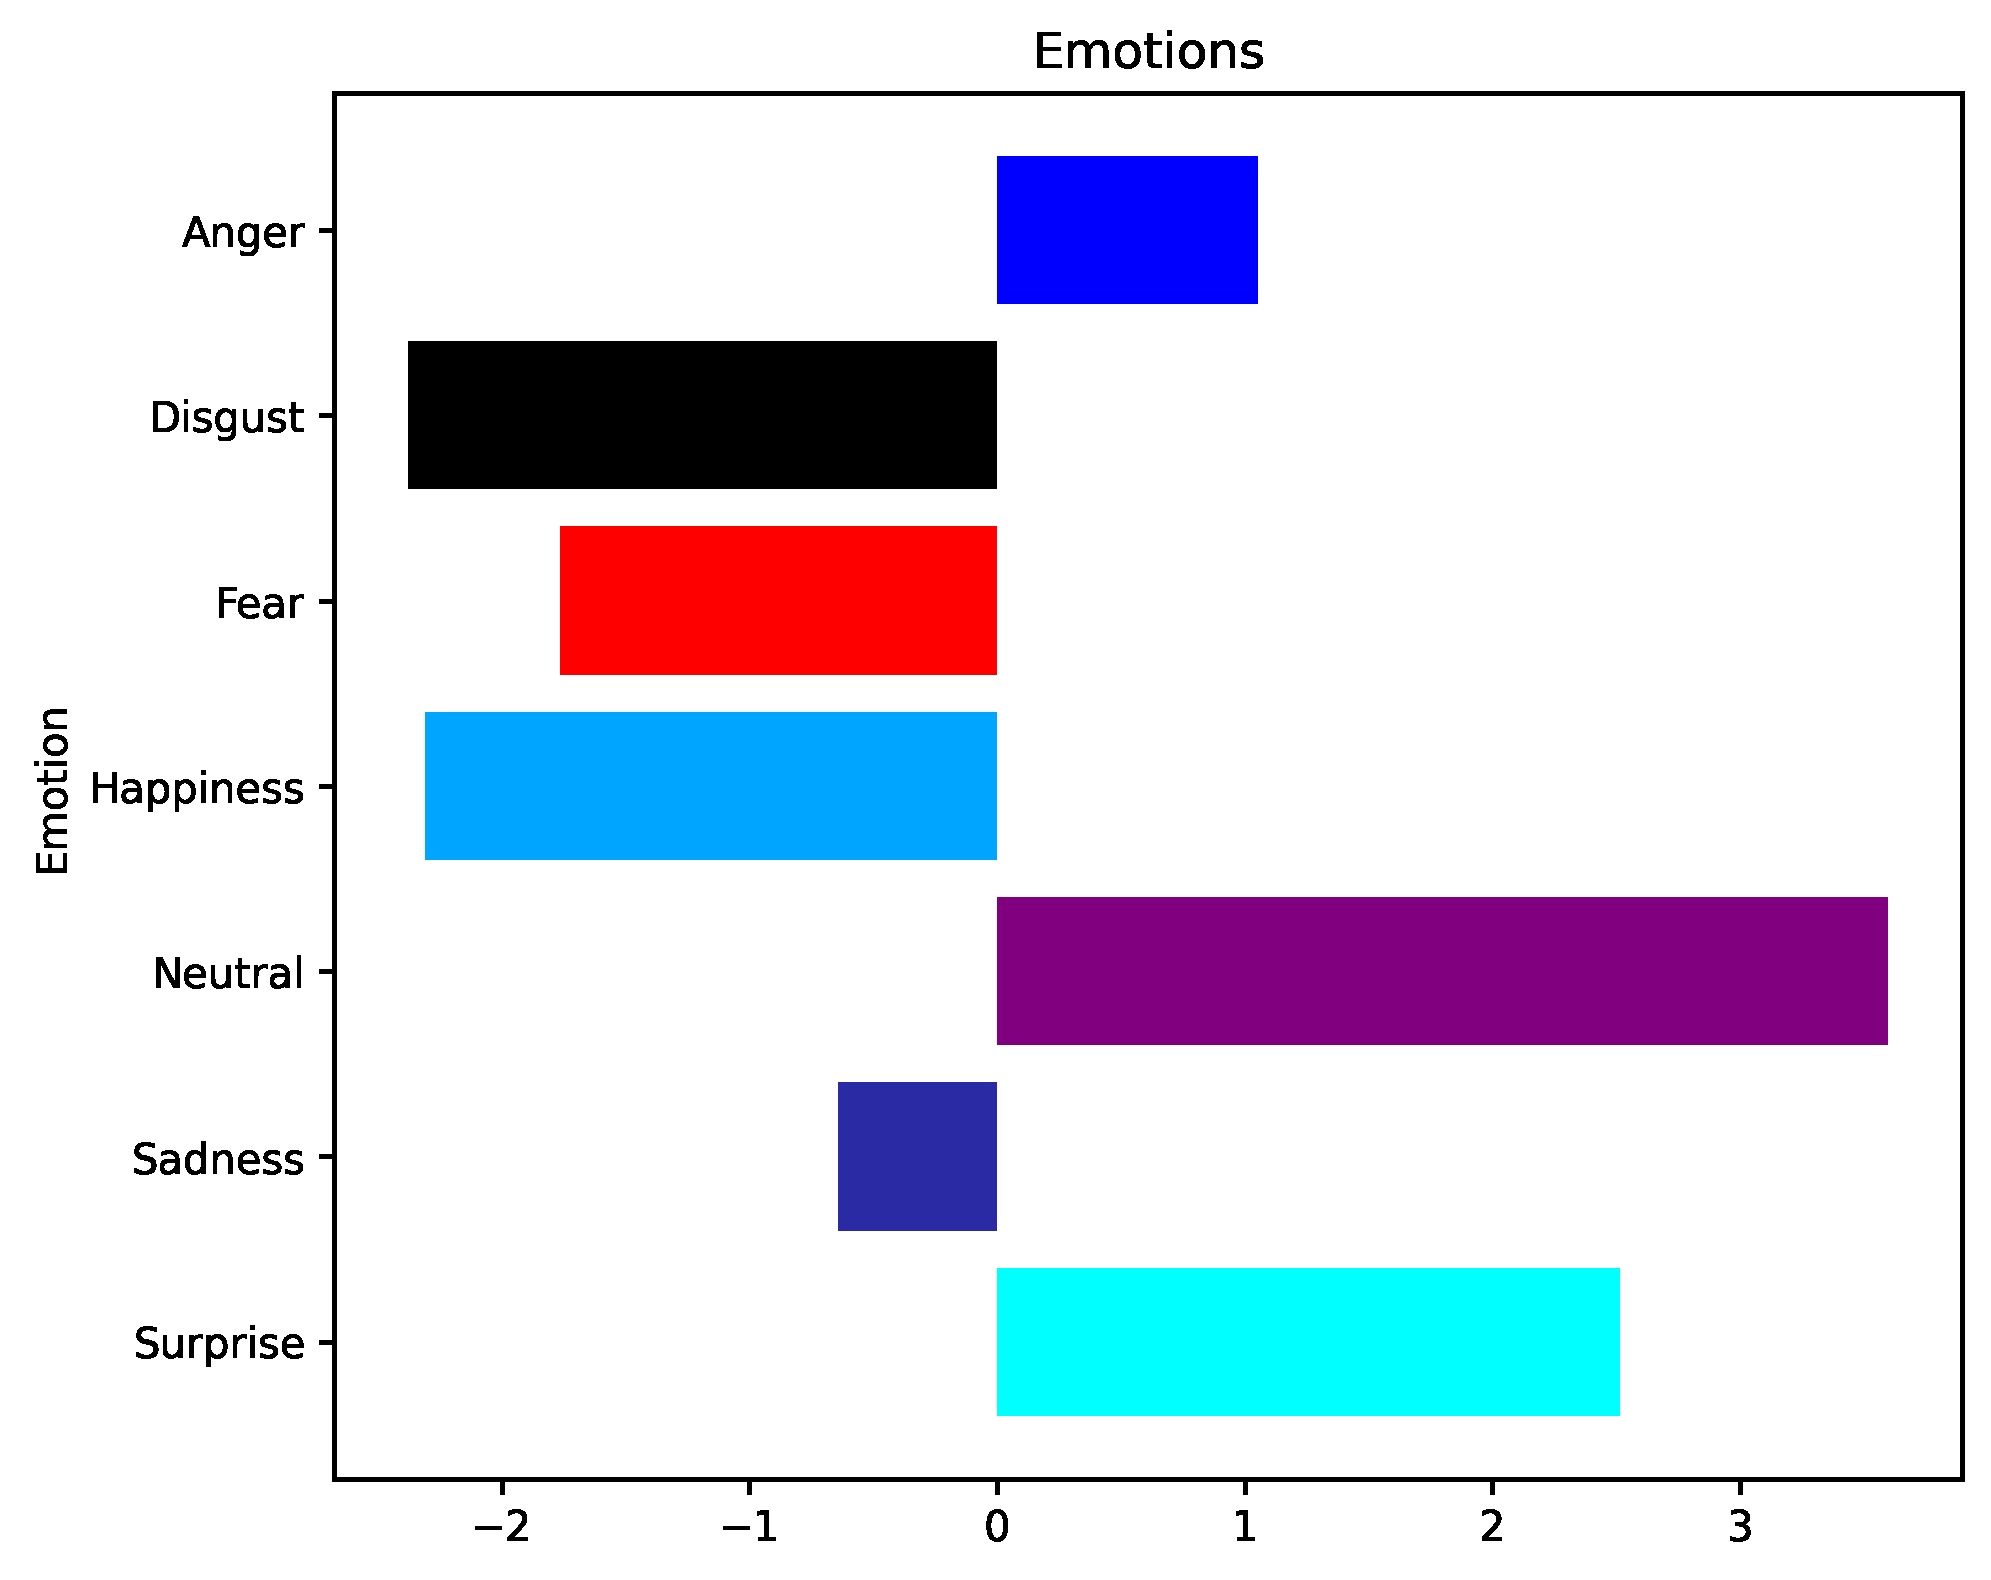 Emotions
Anger
Disgust
Fear
Happiness
Neutral
Sadness
Surprise
Emotion
−2 −1 0 1 2 3